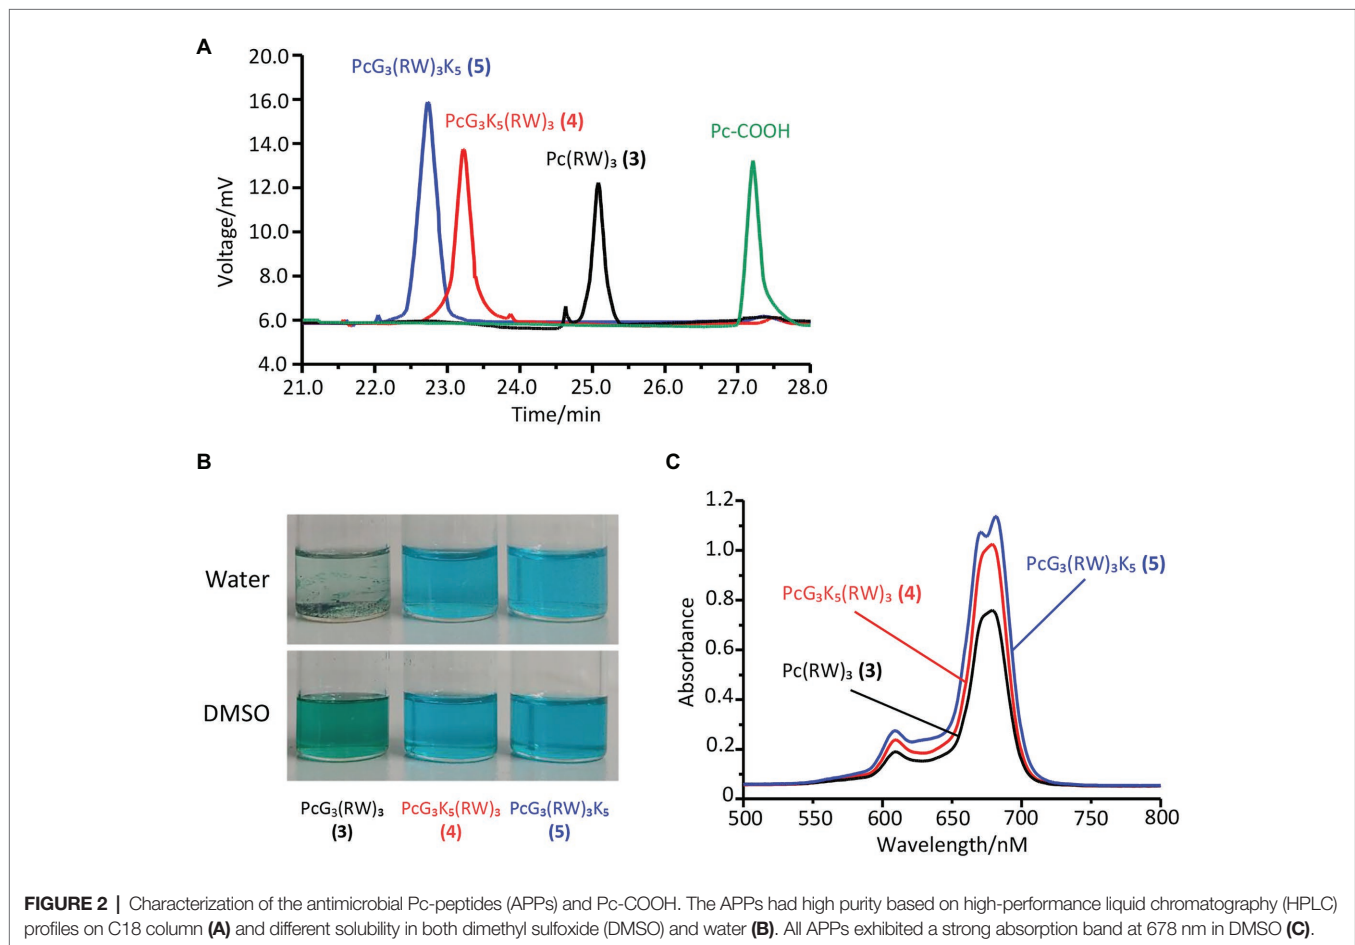 A
20.0
16.0
14.0
12.0
10.0
8.0
6.0
4.0
Voltage/mV
PcG₃(RW)₃K₅ (5)
PcG₃K₅(RW)₃ (4)
Pc(RW)₃ (3)
Pc-COOH
21.0 22.0 23.0 24.0 25.0 26.0 27.0 28.0
Time/min
B
Water
DMSO
PcG₃(RW)₃ PcG₃K₅(RW)₃ PcG₃(RW)₃K₅
(3) (4) (5)
C
1.2
1.0
0.8
0.6
0.4
0.2
0
Absorbance
PcG₃(RW)₃K₅ (5)
PcG₃K₅(RW)₃ (4)
Pc(RW)₃ (3)
500 550 600 650 700 750 800
Wavelength/nM
FIGURE 2 | Characterization of the antimicrobial Pc-peptides (APPs) and Pc-COOH. The APPs had high purity based on high-performance liquid chromatography (HPLC)
profiles on C18 column (A) and different solubility in both dimethyl sulfoxide (DMSO) and water (B). All APPs exhibited a strong absorption band at 678 nm in DMSO (C).